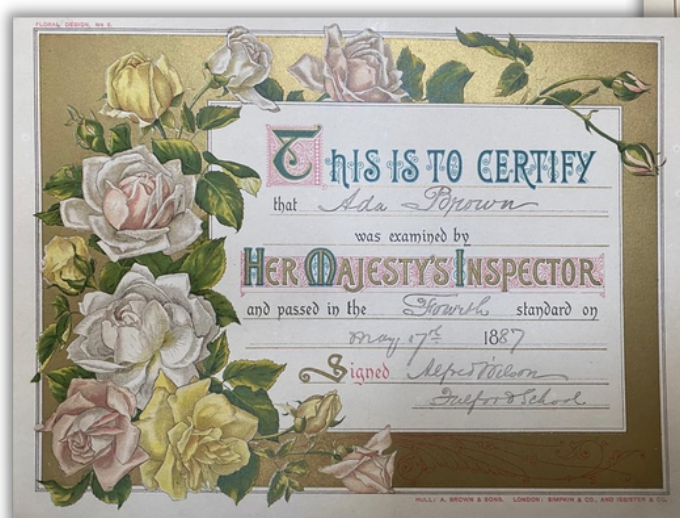 FLORAL DESIGN, No 5.
THIS IS TO CERTIFY
that Ada Brown
was examined by
HER MAJESTY'S INSPECTOR
and passed in the Fourth standard on
May 17th 1887
Signed Alfred Wilson
Fulford School
HULL: A. BROWN & SONS. LONDON: SIMPKIN & CO., AND ISBISTER & CO.